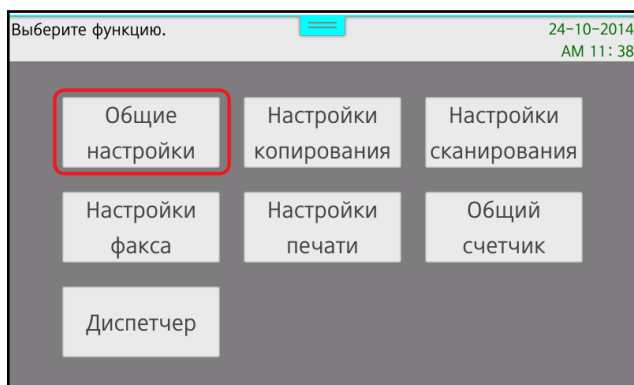 Выберите функцию.
24-10-2014
AM 11: 38
Общие
настройки
Настройки
копирования
Настройки
сканирования
Настройки
факса
Настройки
печати
Общий
счетчик
Диспетчер